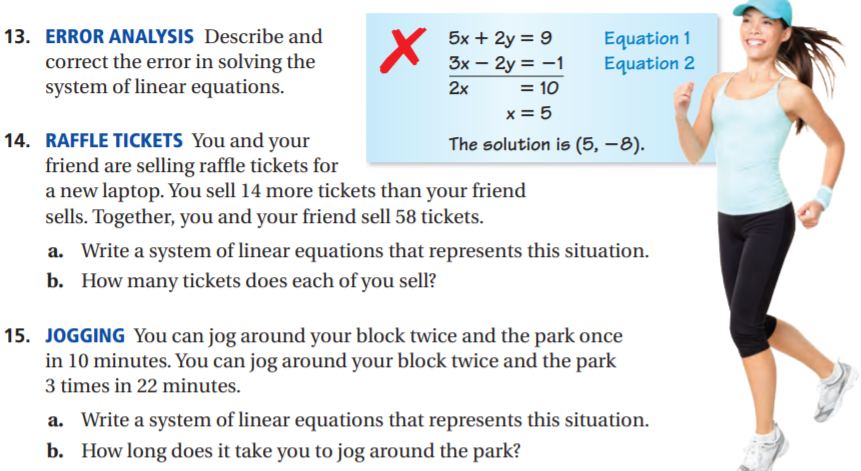 13. ERROR ANALYSIS Describe and
correct the error in solving the
system of linear equations.
5x + 2y = 9 Equation 1
3x − 2y = −1 Equation 2
2x = 10
x = 5
The solution is (5, −8).
14. RAFFLE TICKETS You and your
friend are selling raffle tickets for
a new laptop. You sell 14 more tickets than your friend
sells. Together, you and your friend sell 58 tickets.
a. Write a system of linear equations that represents this situation.
b. How many tickets does each of you sell?
15. JOGGING You can jog around your block twice and the park once
in 10 minutes. You can jog around your block twice and the park
3 times in 22 minutes.
a. Write a system of linear equations that represents this situation.
b. How long does it take you to jog around the park?